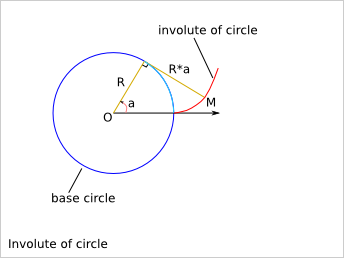 involute of circle
R*a
R
M
a
O
base circle
Involute of circle